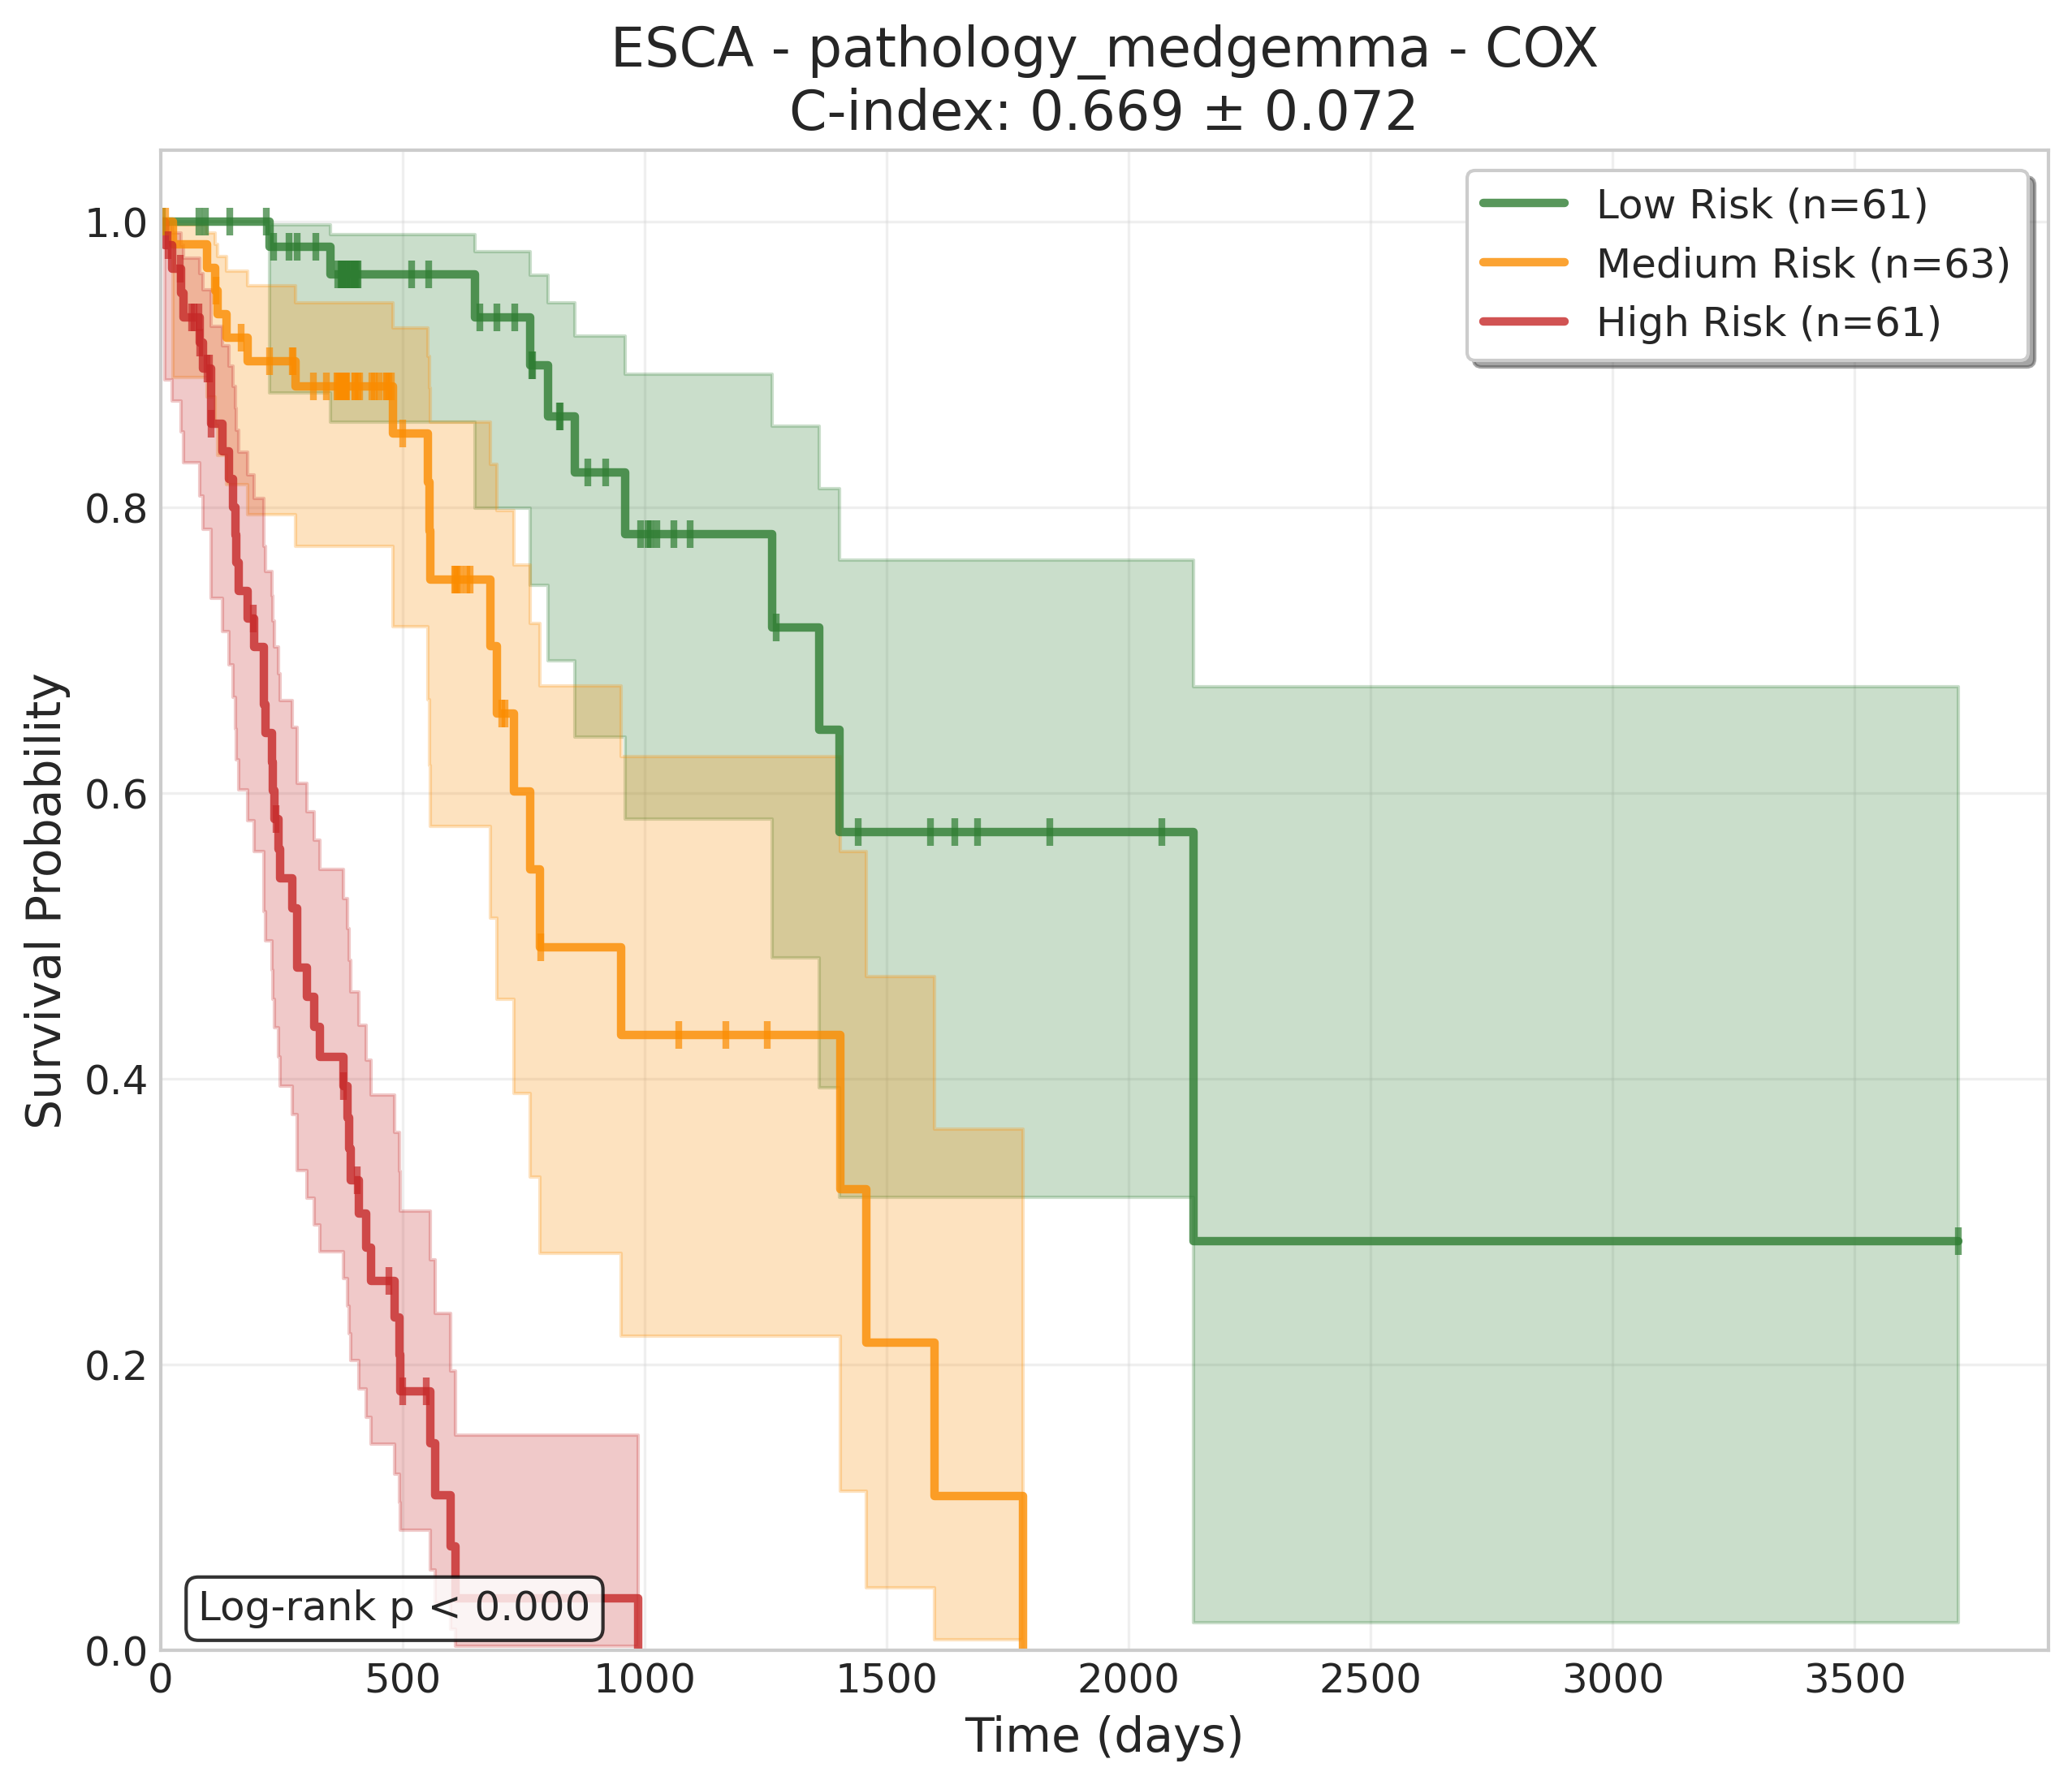 ESCA - pathology_medgemma - COX
C-index: 0.669 ± 0.072
Low Risk (n=61)
Medium Risk (n=63)
High Risk (n=61)
Survival Probability
1.0
0.8
0.6
0.4
0.2
0.0
Log-rank p < 0.000
0 500 1000 1500 2000 2500 3000 3500
Time (days)